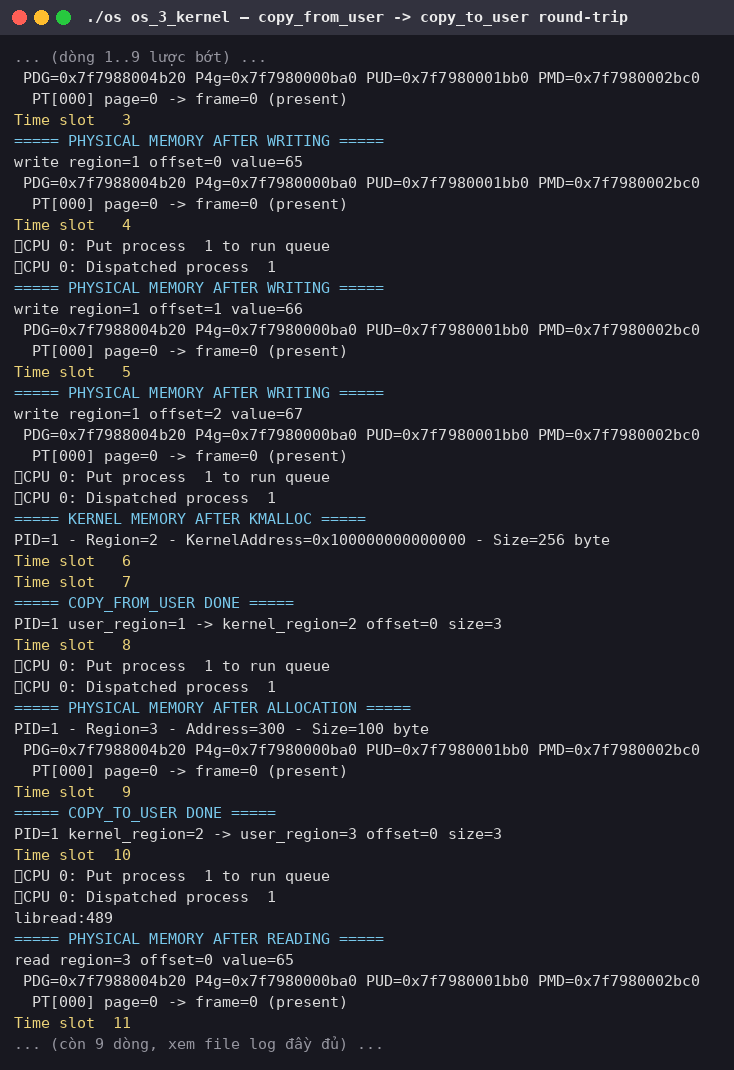 ./os os_3_kernel — copy_from_user -> copy_to_user round-trip
... (dòng 1..9 lược bớt) ...
 PDG=0x7f7988004b20 P4g=0x7f7980000ba0 PUD=0x7f7980001bb0 PMD=0x7f7980002bc0
  PT[000] page=0 -> frame=0 (present)
Time slot   3
===== PHYSICAL MEMORY AFTER WRITING =====
write region=1 offset=0 value=65
 PDG=0x7f7988004b20 P4g=0x7f7980000ba0 PUD=0x7f7980001bb0 PMD=0x7f7980002bc0
  PT[000] page=0 -> frame=0 (present)
Time slot   4
CPU 0: Put process  1 to run queue
CPU 0: Dispatched process  1
===== PHYSICAL MEMORY AFTER WRITING =====
write region=1 offset=1 value=66
 PDG=0x7f7988004b20 P4g=0x7f7980000ba0 PUD=0x7f7980001bb0 PMD=0x7f7980002bc0
  PT[000] page=0 -> frame=0 (present)
Time slot   5
===== PHYSICAL MEMORY AFTER WRITING =====
write region=1 offset=2 value=67
 PDG=0x7f7988004b20 P4g=0x7f7980000ba0 PUD=0x7f7980001bb0 PMD=0x7f7980002bc0
  PT[000] page=0 -> frame=0 (present)
CPU 0: Put process  1 to run queue
CPU 0: Dispatched process  1
===== KERNEL MEMORY AFTER KMALLOC =====
PID=1 - Region=2 - KernelAddress=0x100000000000000 - Size=256 byte
Time slot   6
Time slot   7
===== COPY_FROM_USER DONE =====
PID=1 user_region=1 -> kernel_region=2 offset=0 size=3
Time slot   8
CPU 0: Put process  1 to run queue
CPU 0: Dispatched process  1
===== PHYSICAL MEMORY AFTER ALLOCATION =====
PID=1 - Region=3 - Address=300 - Size=100 byte
 PDG=0x7f7988004b20 P4g=0x7f7980000ba0 PUD=0x7f7980001bb0 PMD=0x7f7980002bc0
  PT[000] page=0 -> frame=0 (present)
Time slot   9
===== COPY_TO_USER DONE =====
PID=1 kernel_region=2 -> user_region=3 offset=0 size=3
Time slot  10
CPU 0: Put process  1 to run queue
CPU 0: Dispatched process  1
libread:489
===== PHYSICAL MEMORY AFTER READING =====
read region=3 offset=0 value=65
 PDG=0x7f7988004b20 P4g=0x7f7980000ba0 PUD=0x7f7980001bb0 PMD=0x7f7980002bc0
  PT[000] page=0 -> frame=0 (present)
Time slot  11
... (còn 9 dòng, xem file log đầy đủ) ...